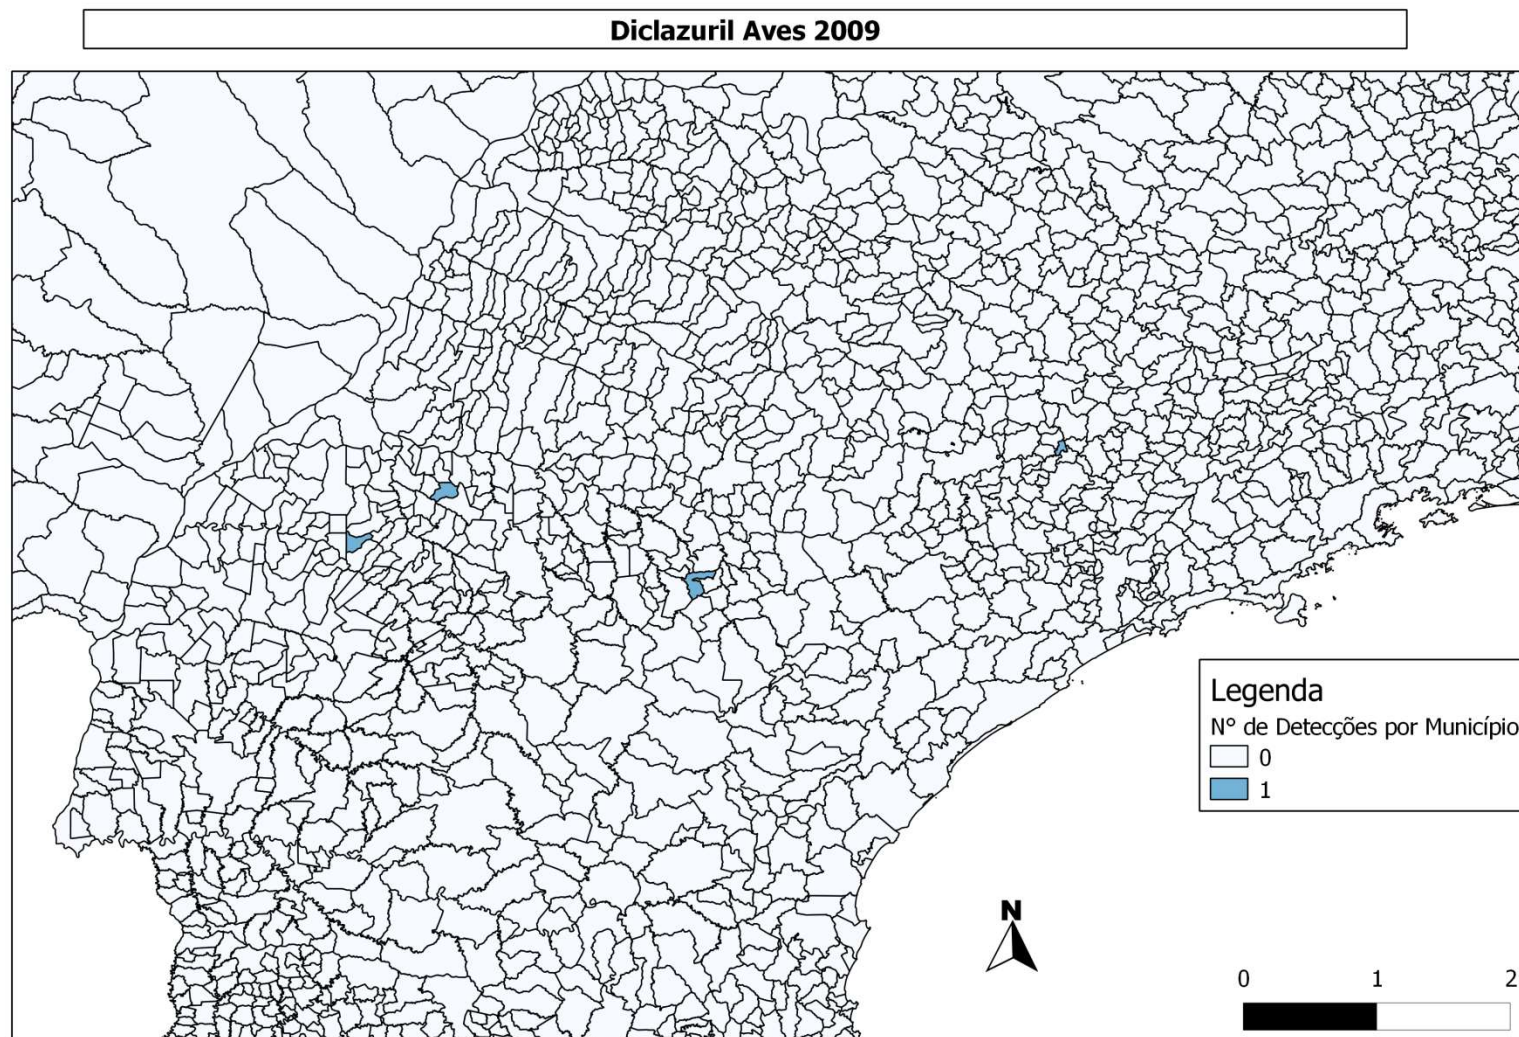 Diclazuril Aves 2009
Legenda
N° de Detecções por Município
0
1
N
0 1 2